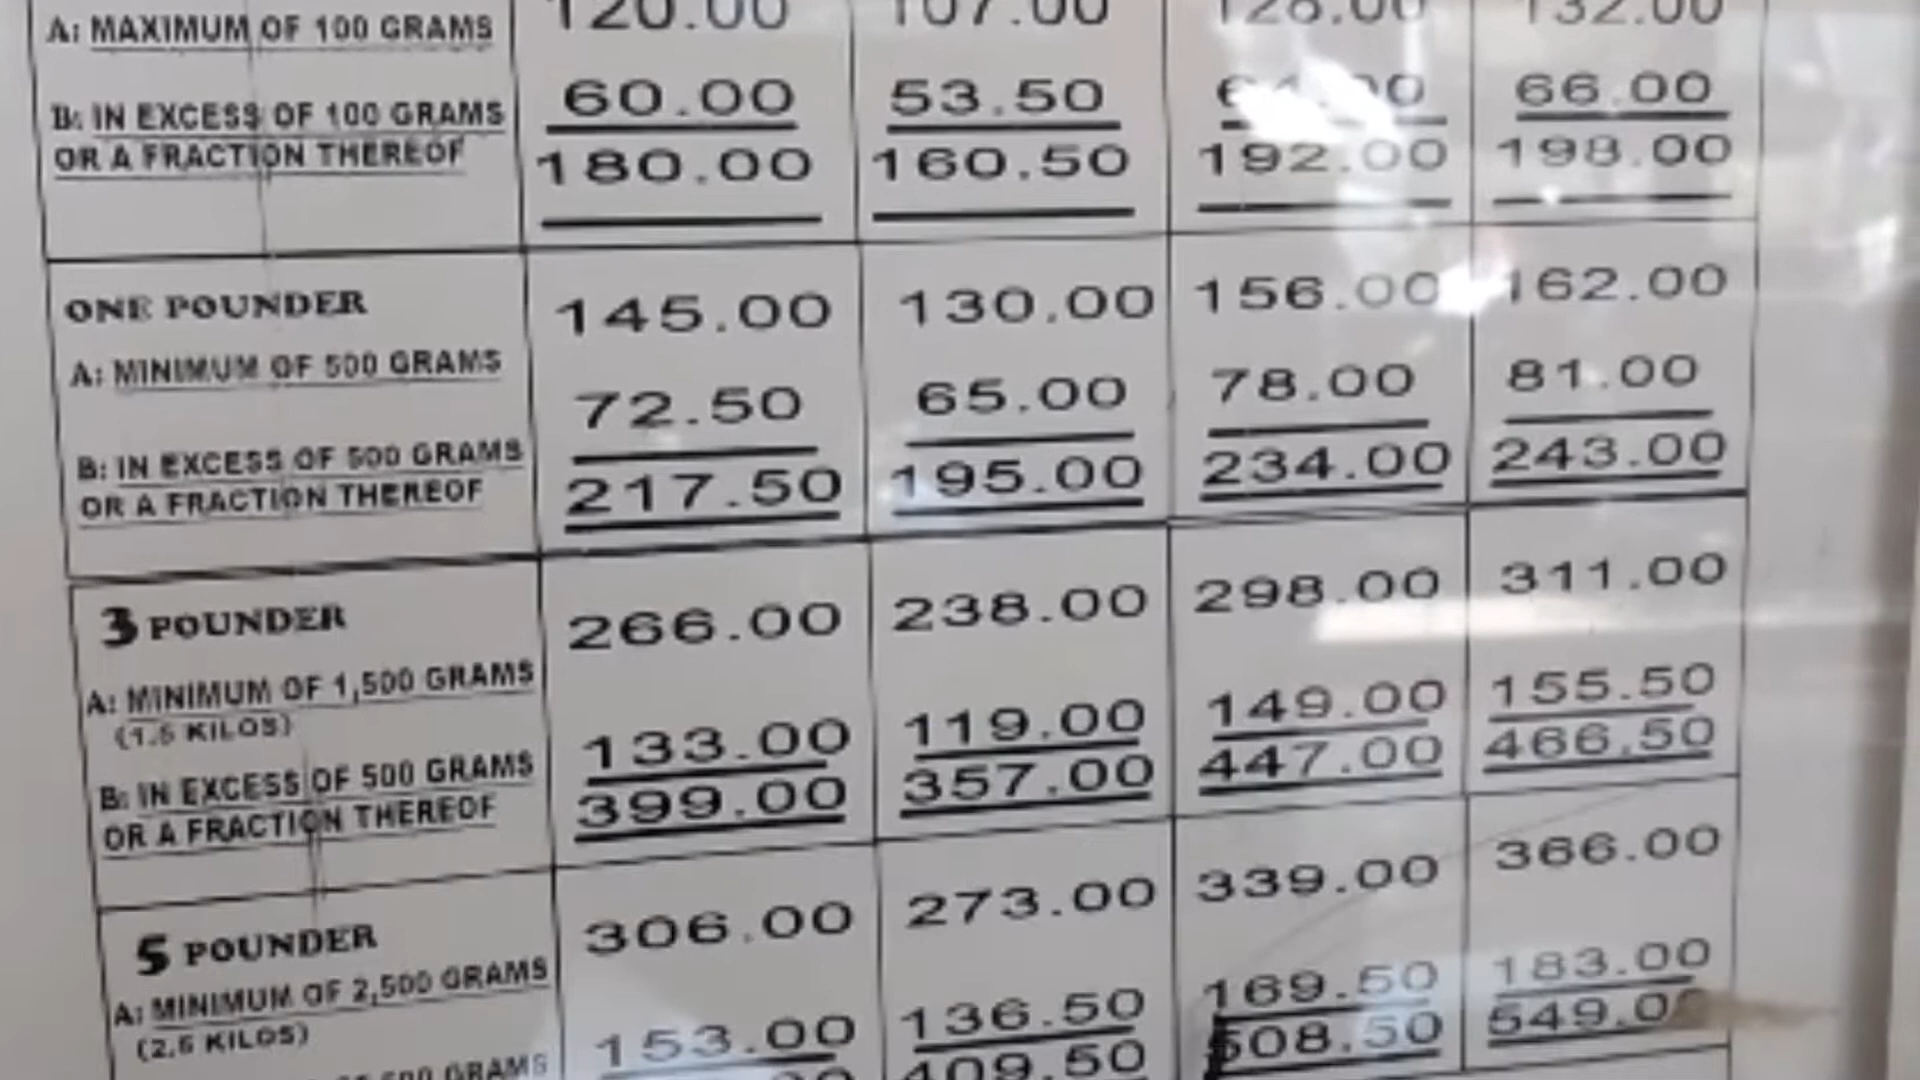 A: MAXIMUM OF 100 GRAMS 120.00 107.00 128.00 132.00
B: IN EXCESS OF 100 GRAMS 60.00 53.50 66.00
OR A FRACTION THEREOF 180.00 160.50 192.00 198.00
ONE POUNDER 145.00 130.00 156.00 162.00
A: MINIMUM OF 500 GRAMS 72.50 65.00 78.00 81.00
B: IN EXCESS OF 500 GRAMS
OR A FRACTION THEREOF 217.50 195.00 234.00 243.00
3 POUNDER 266.00 238.00 298.00 311.00
A: MINIMUM OF 1,500 GRAMS
(1.5 KILOS) 133.00 119.00 149.00 155.50
B: IN EXCESS OF 500 GRAMS
OR A FRACTION THEREOF 399.00 357.00 447.00 466.50
5 POUNDER 306.00 273.00 339.00 366.00
A: MINIMUM OF 2,500 GRAMS
(2.5 KILOS) 153.00 136.50 169.50 183.00
500 GRAMS 409.50 508.50 549.00